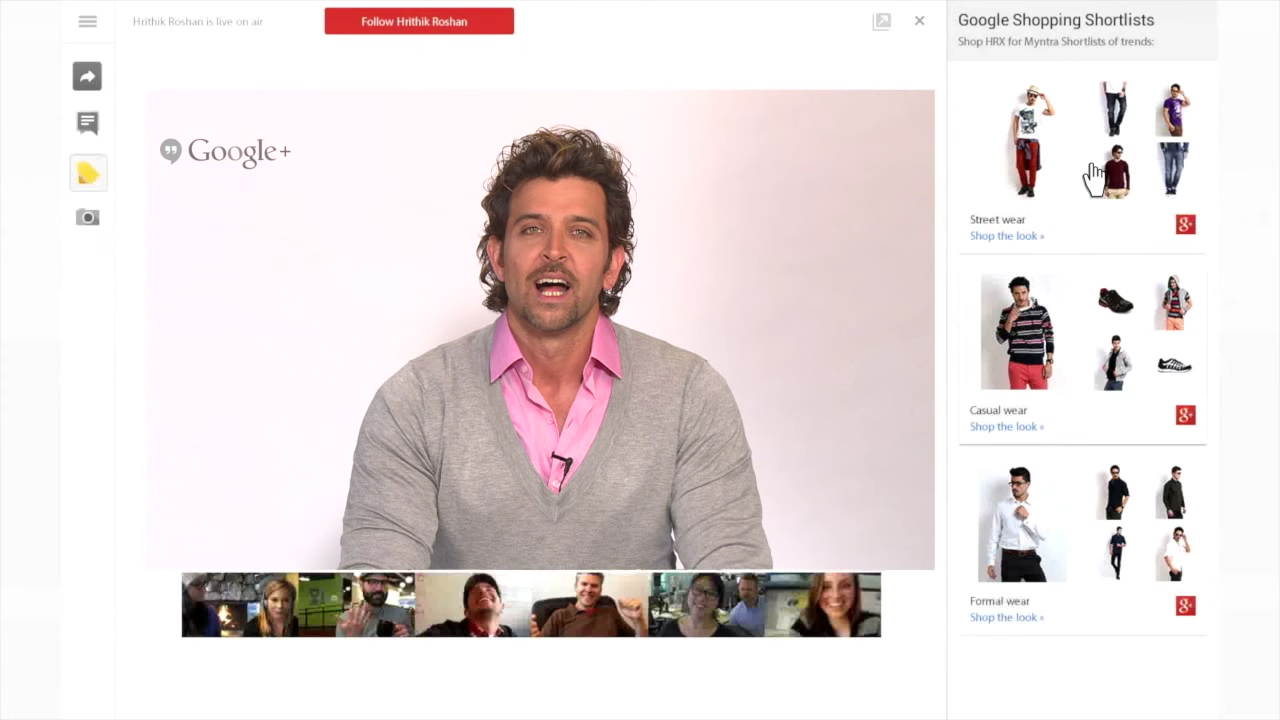 Hrithik Roshan is live on air
Follow Hrithik Roshan
Google+
Google Shopping Shortlists
Shop HRX for Myntra Shortlists of trends:
Street wear
Shop the look »
g+
Casual wear
Shop the look »
g+
Formal wear
Shop the look »
g+